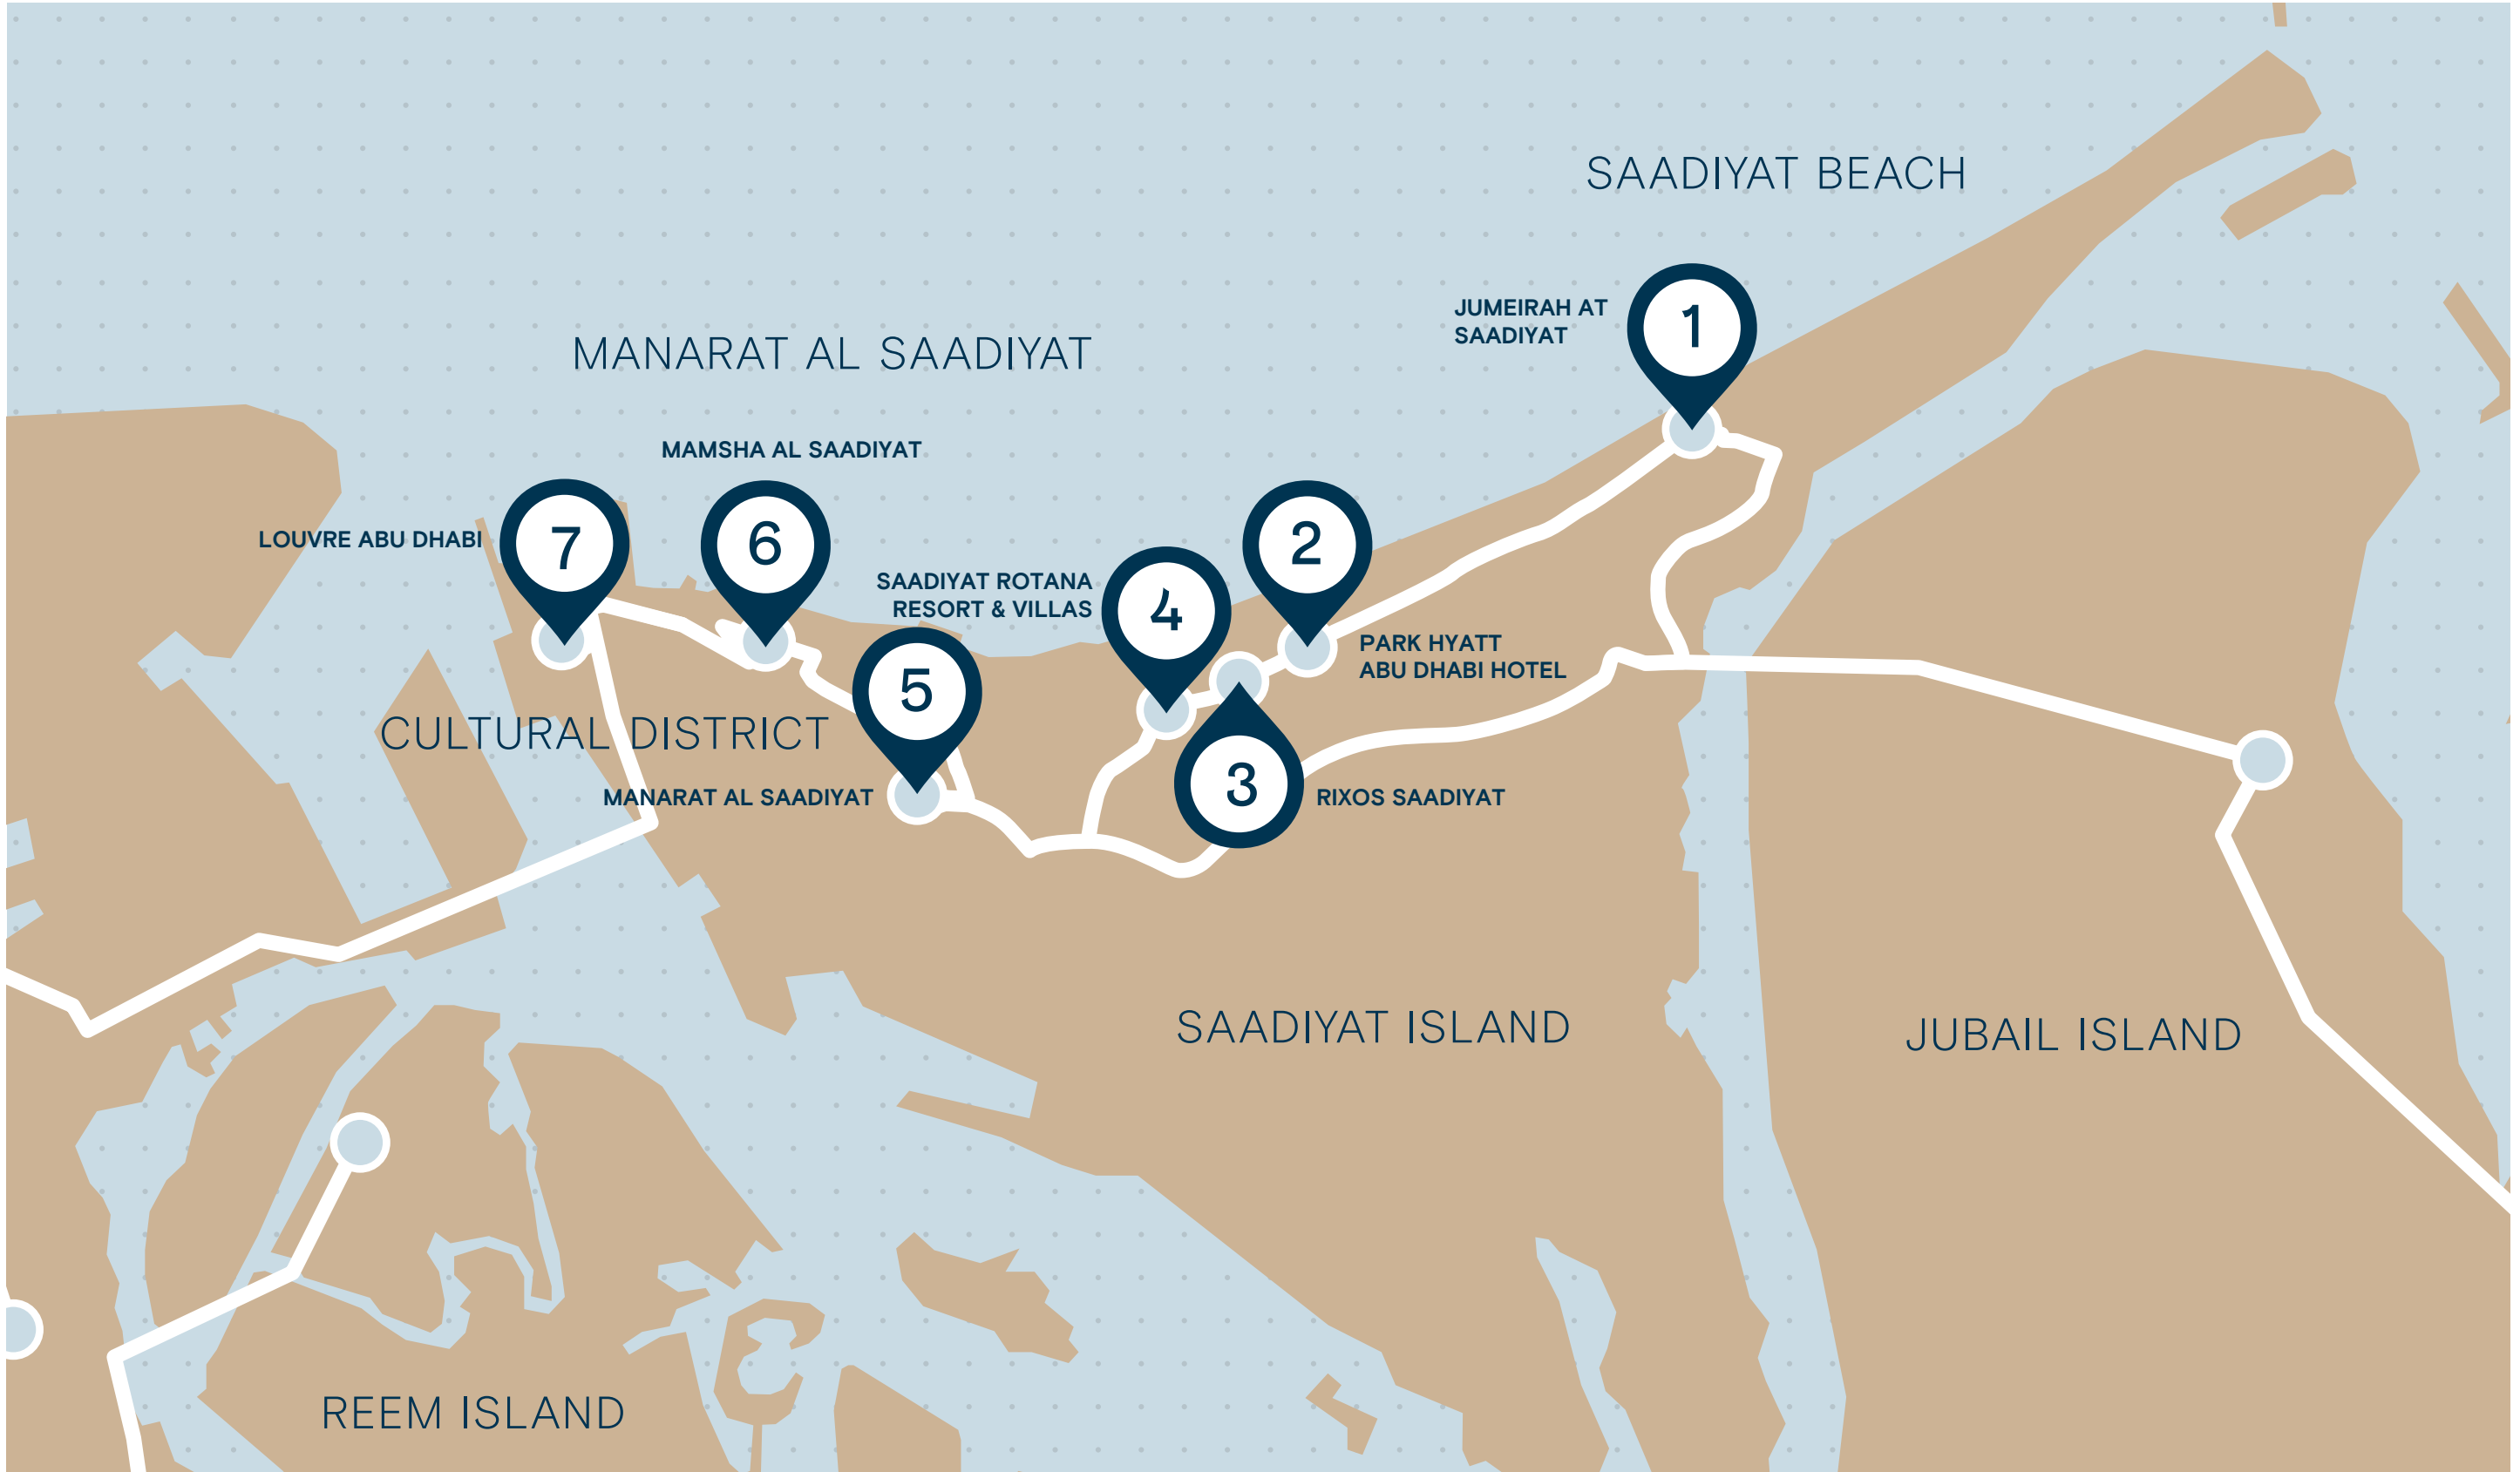 SAADIYAT BEACH
JUMEIRAH AT
SAADIYAT
1
MANARAT AL SAADIYAT
MAMSHA AL SAADIYAT
LOUVRE ABU DHABI
7
6
2
SAADIYAT ROTANA
RESORT & VILLAS
4
PARK HYATT
ABU DHABI HOTEL
5
CULTURAL DISTRICT
MANARAT AL SAADIYAT
3
RIXOS SAADIYAT
SAADIYAT ISLAND
JUBAIL ISLAND
REEM ISLAND